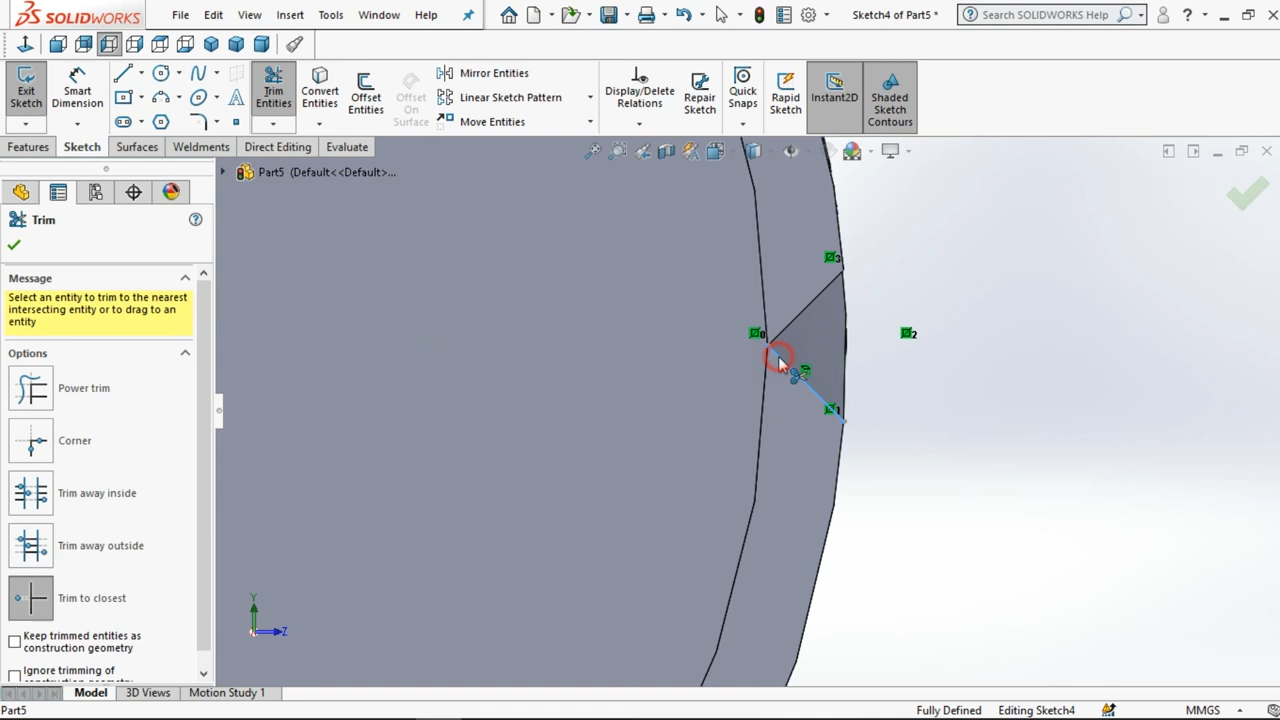 SOLIDWORKS File Edit View Insert Tools Window Help Sketch4 of Part5 * Search SOLIDWORKS Help ?
Exit Sketch
Smart Dimension
Trim Entities
Convert Entities
Offset Entities
Offset On Surface
Mirror Entities
Linear Sketch Pattern
Move Entities
Display/Delete Relations
Repair Sketch
Quick Snaps
Rapid Sketch
Instant2D
Shaded Sketch Contours
Features Sketch Surfaces Weldments Direct Editing Evaluate
Part5 (Default<<Default>...
Trim
Message
Select an entity to trim to the nearest
intersecting entity or to drag to an
entity
Options
Power trim
Corner
Trim away inside
Trim away outside
Trim to closest
Keep trimmed entities as
construction geometry
Ignore trimming of
3
0
2
1
Y
Z
Model 3D Views Motion Study 1
Part5 Fully Defined Editing Sketch4 MMGS